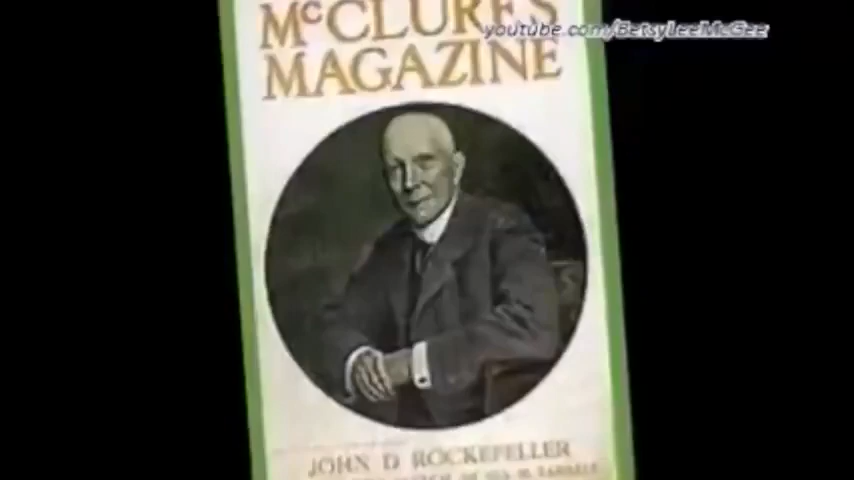 youtube.com/BetsyLeeMcGee
McCLURE'S
MAGAZINE
JOHN D ROCKEFELLER